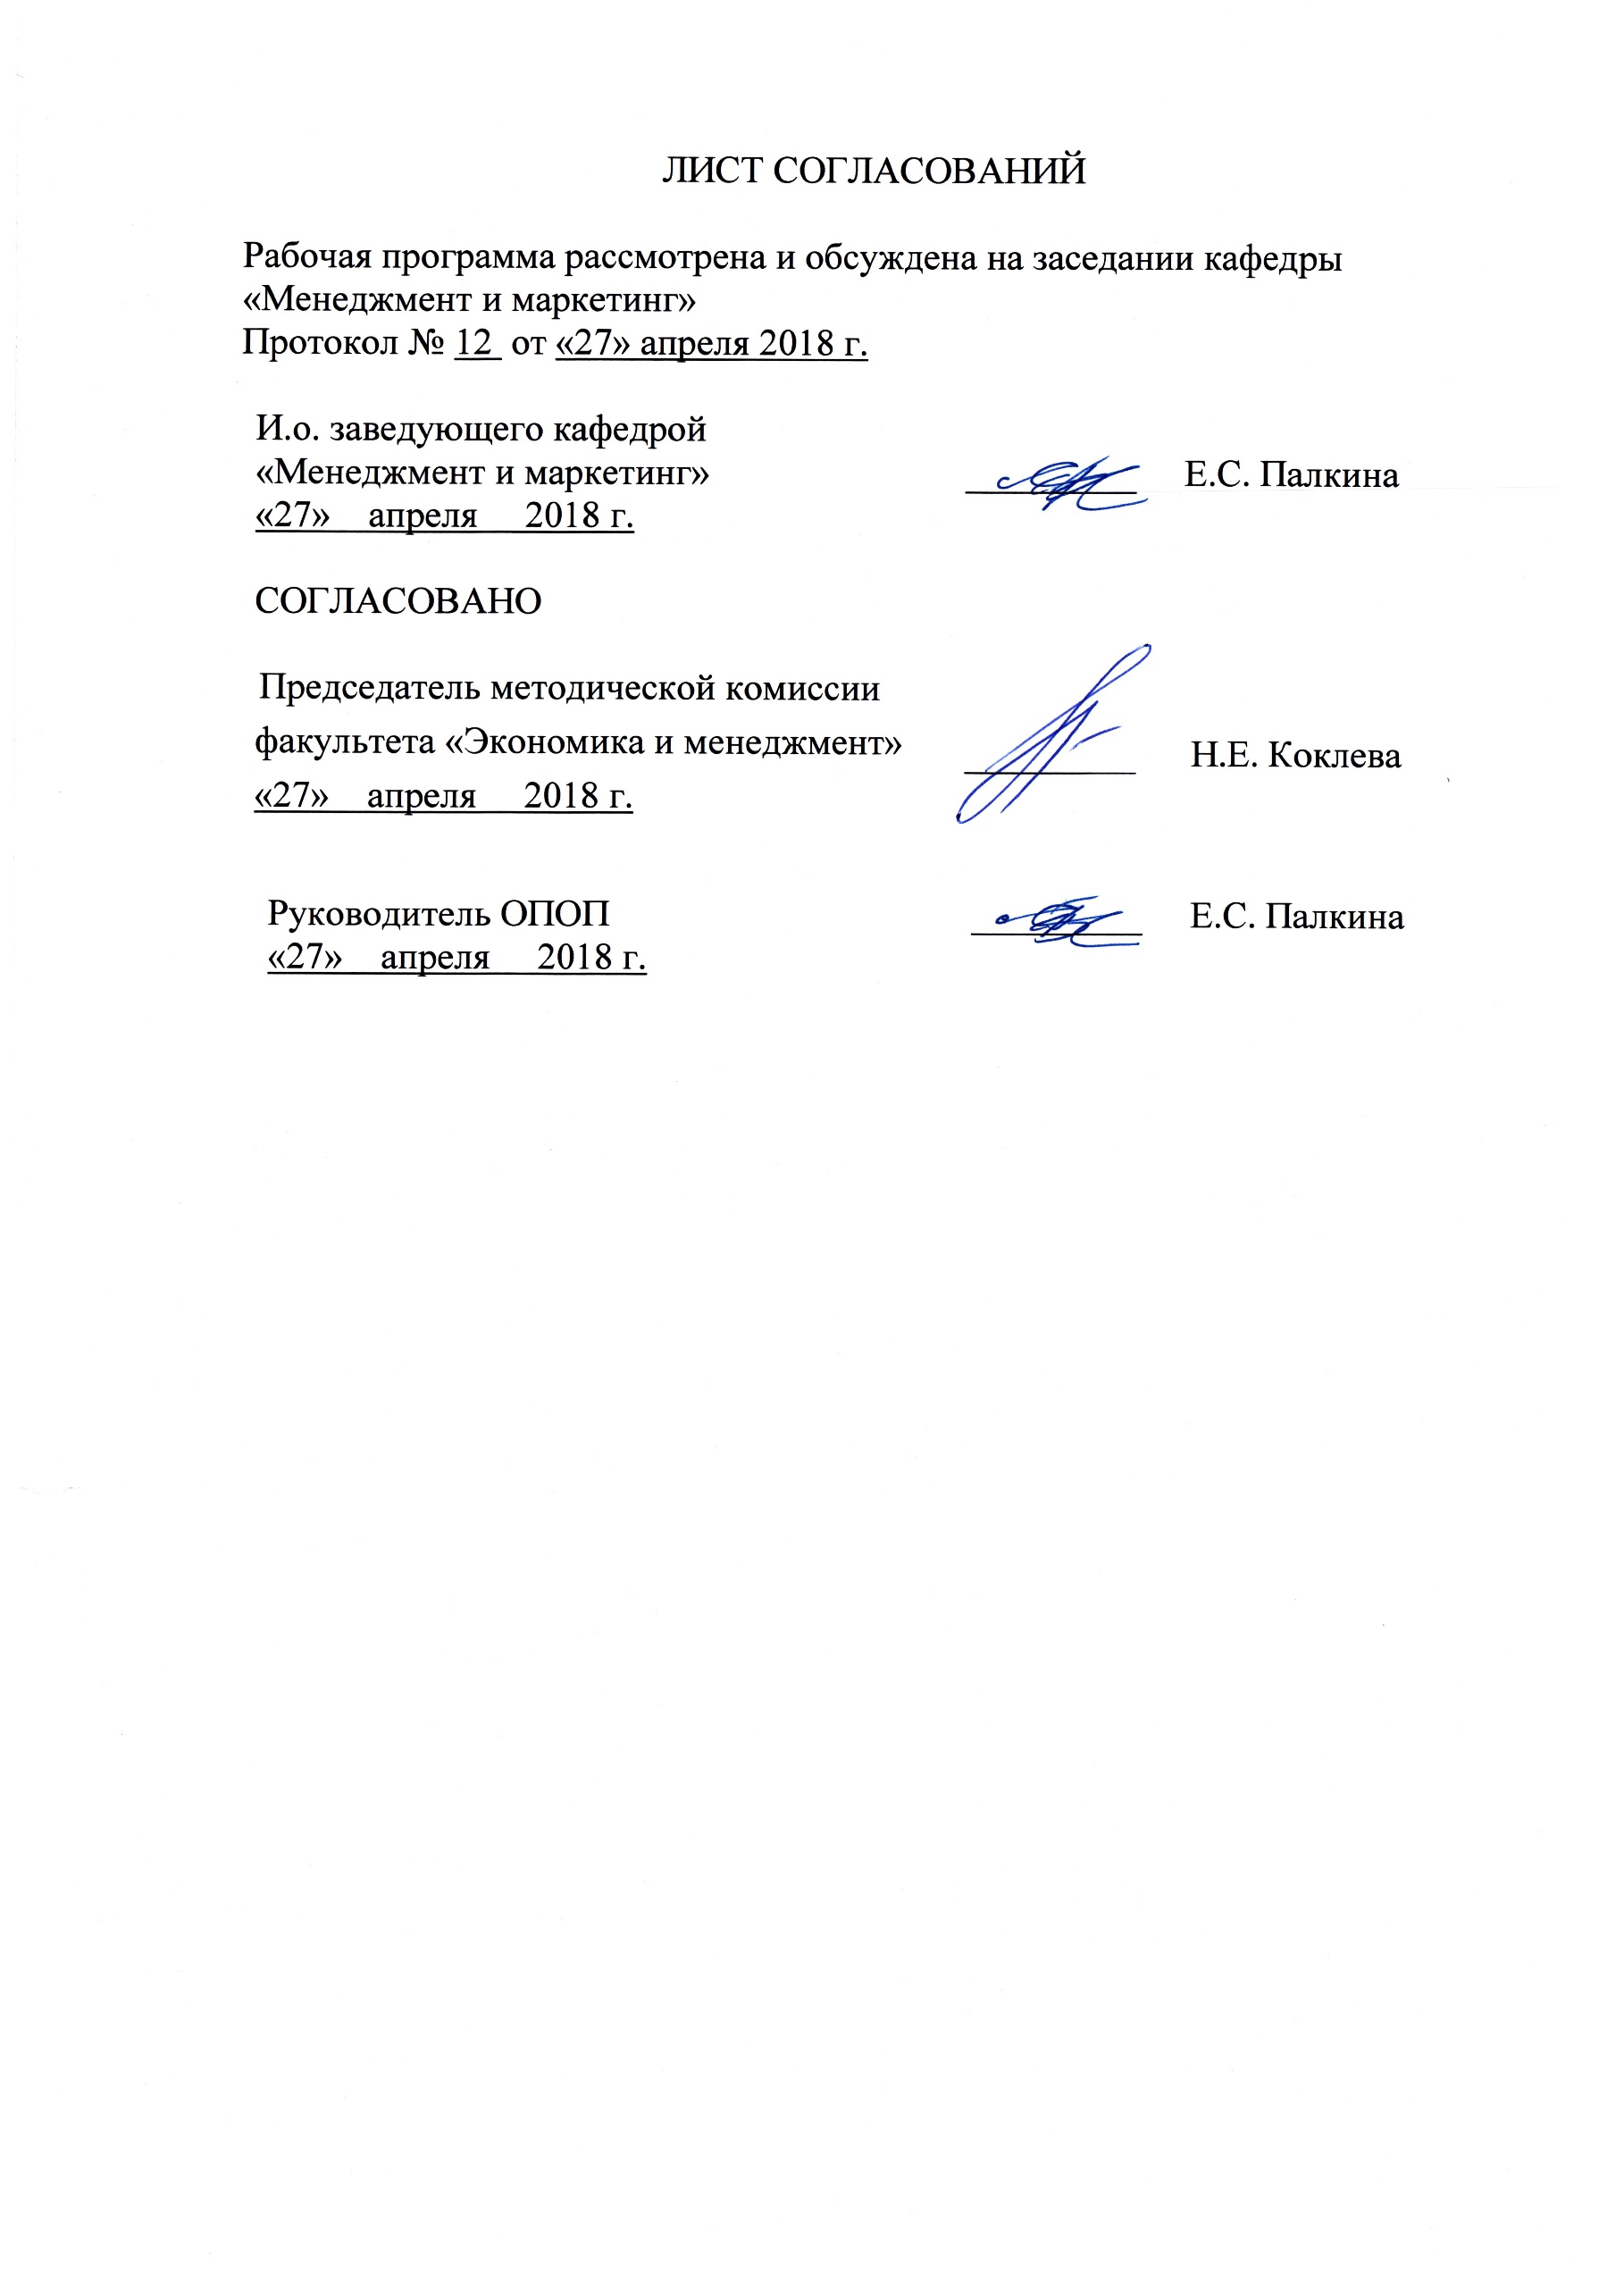 ЛИСТ СОГЛАСОВАНИЙ
Рабочая программа рассмотрена и обсуждена на заседании кафедры
«Менеджмент и маркетинг»
Протокол № 12 от «27» апреля 2018 г.
И.о. заведующего кафедрой
«Менеджмент и маркетинг» Е.С. Палкина
«27» апреля 2018 г.
СОГЛАСОВАНО
Председатель методической комиссии
факультета «Экономика и менеджмент» Н.Е. Коклева
«27» апреля 2018 г.
Руководитель ОПОП Е.С. Палкина
«27» апреля 2018 г.